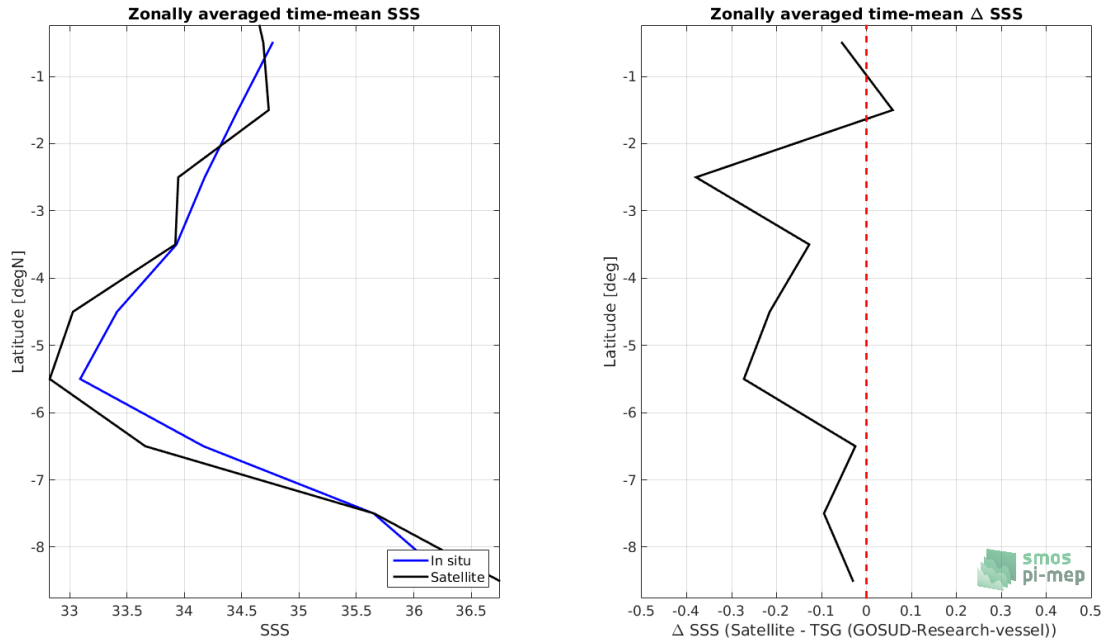 Zonally averaged time-mean SSS
-1
-2
-3
-4
-5
-6
-7
-8
Latitude [degN]
33 33.5 34 34.5 35 35.5 36 36.5
SSS
In situ
Satellite
Zonally averaged time-mean Δ SSS
-1
-2
-3
-4
-5
-6
-7
-8
Latitude [deg]
-0.5 -0.4 -0.3 -0.2 -0.1 0 0.1 0.2 0.3 0.4 0.5
Δ SSS (Satellite - TSG (GOSUD-Research-vessel))
smos
pi-mep